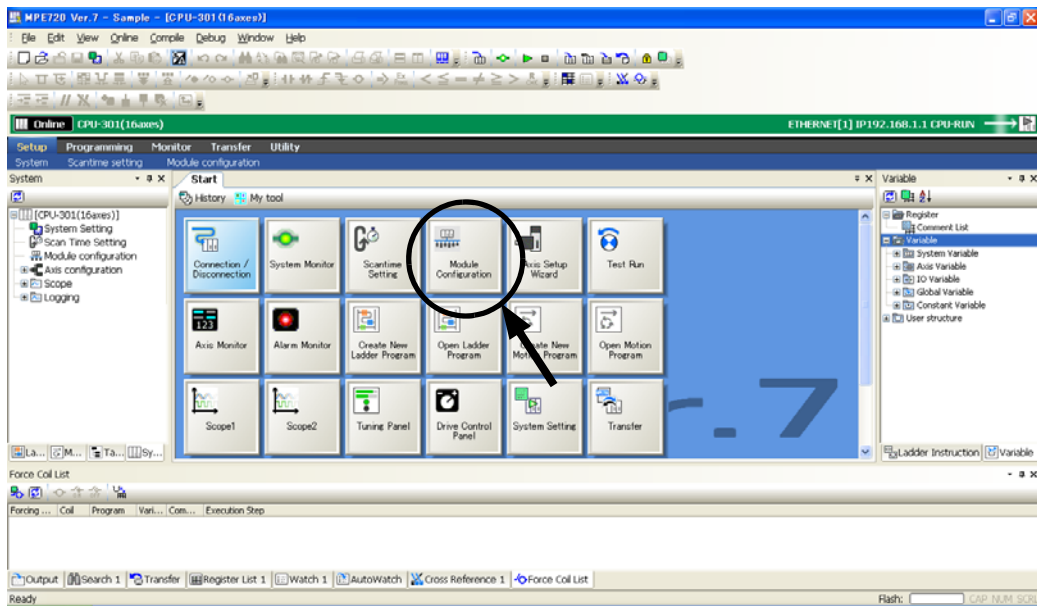 MPE720 Ver.7 - Sample - [CPU-301(16axes)]
File Edit View Online Compile Debug Window Help
Online CPU-301(16axes) ETHERNET[1] IP192.168.1.1 CPU-RUN
Setup Programming Monitor Transfer Utility
System Scantime setting Module configuration
System
[CPU-301(16axes)]
System Setting
Scan Time Setting
Module configuration
Axis configuration
Scope
Logging
La... M... Ta... Sy...
Start
History My tool
Connection / Disconnection
System Monitor
Scantime Setting
Module Configuration
Axis Setup Wizard
Test Run
Axis Monitor
Alarm Monitor
Create New Ladder Program
Open Ladder Program
Create New Motion Program
Open Motion Program
Scope1
Scope2
Tuning Panel
Drive Control Panel
System Setting
Transfer
r.7
Variable
Register
Comment List
Variable
System Variable
Axis Variable
IO Variable
Global Variable
Constant Variable
User structure
Ladder Instruction Variable
Force Coil List
Forcing ... Coil Program Vari... Com... Execution Step
Output Search 1 Transfer Register List 1 Watch 1 AutoWatch Cross Reference 1 Force Coil List
Ready Flash: CAP NUM SCRL